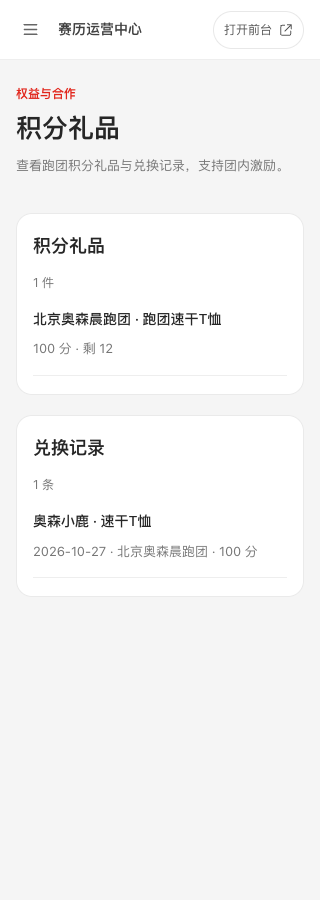 赛历运营中心
打开前台
权益与合作
积分礼品
查看跑团积分礼品与兑换记录，支持团内激励。
积分礼品
1 件
北京奥森晨跑团 · 跑团速干T恤
100 分 · 剩 12
兑换记录
1 条
奥森小鹿 · 速干T恤
2026-10-27 · 北京奥森晨跑团 · 100 分